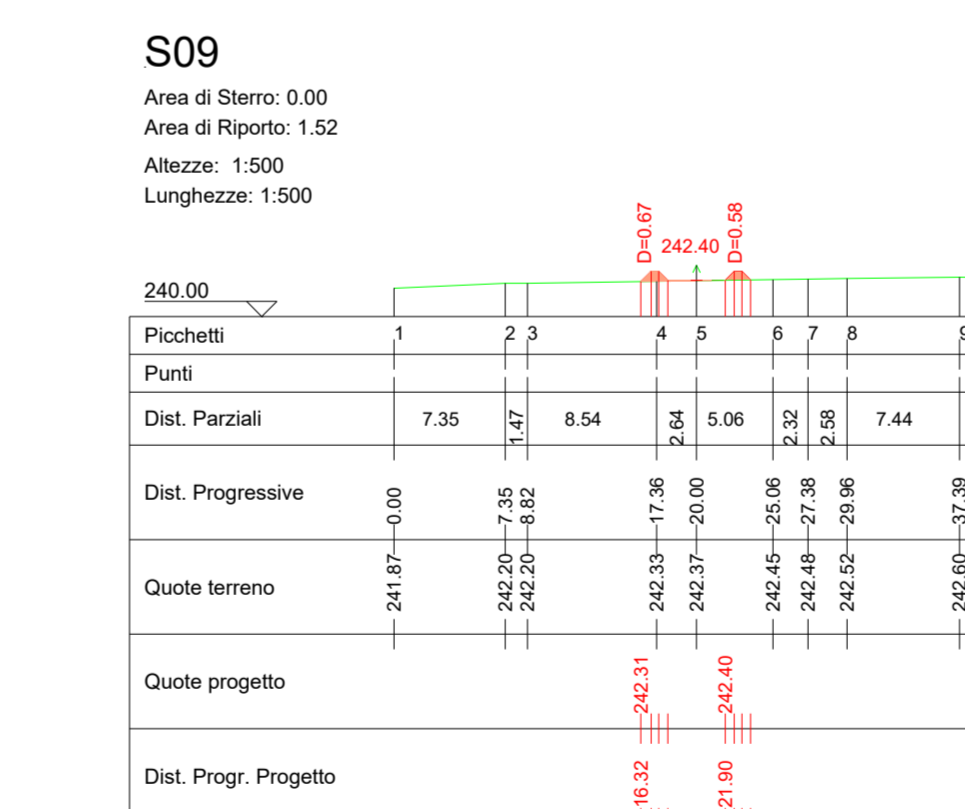 S09
Area di Sterro: 0.00
Area di Riporto: 1.52
Altezze: 1:500
Lunghezze: 1:500
D=0.67 242.40 D=0.58
240.00
Picchetti 1 2 3 4 5 6 7 8 9
Punti
Dist. Parziali 7.35 1.47 8.54 2.64 5.06 2.32 2.58 7.44
Dist. Progressive 0.00 7.35 8.82 17.36 20.00 25.06 27.38 29.96 37.39
Quote terreno 241.87 242.20 242.20 242.33 242.37 242.45 242.48 242.52 242.60
Quote progetto 242.31 242.40
Dist. Progr. Progetto 16.32 21.90